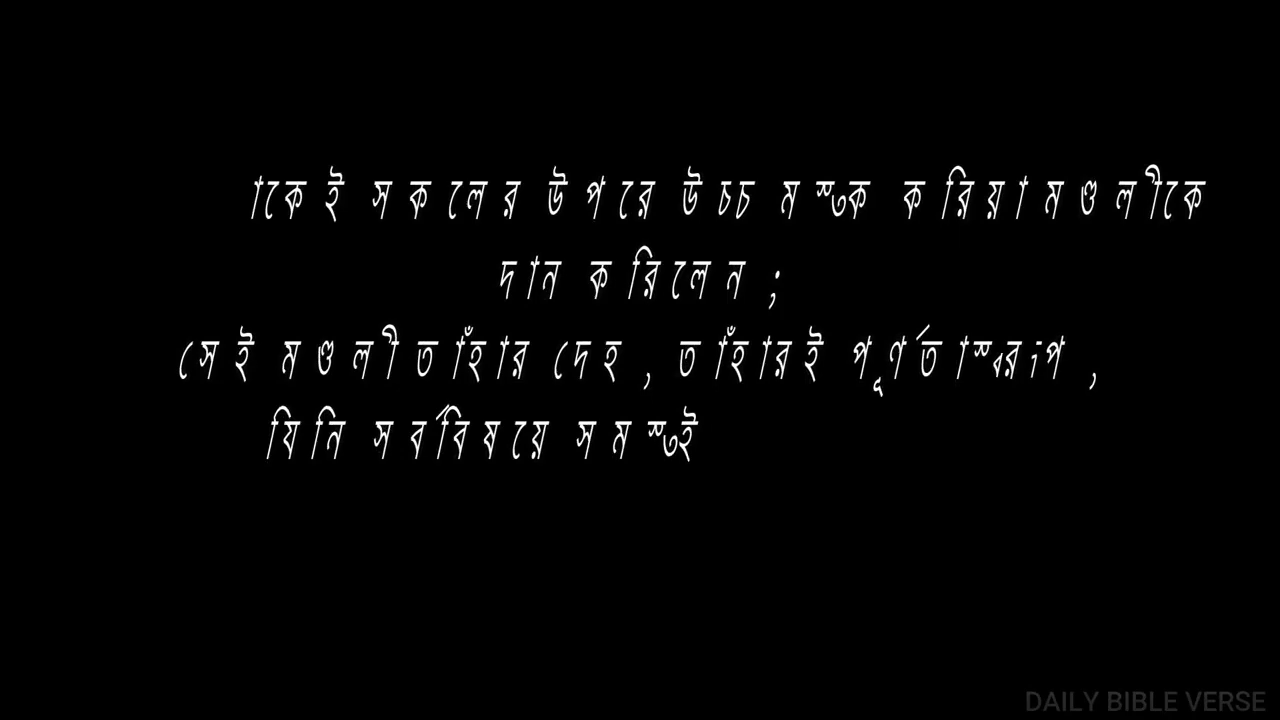 াকেই সকলের উপরে উচ্চ মস্তক করিয়া মণ্ডলীকে
দান করিলেন ;
সেই মণ্ডলী তাঁহার দেহ , তাঁহারই পূর্ণতাস্বরূপ ,
যিনি সর্ববিষয়ে সমস্তই
DAILY BIBLE VERSE